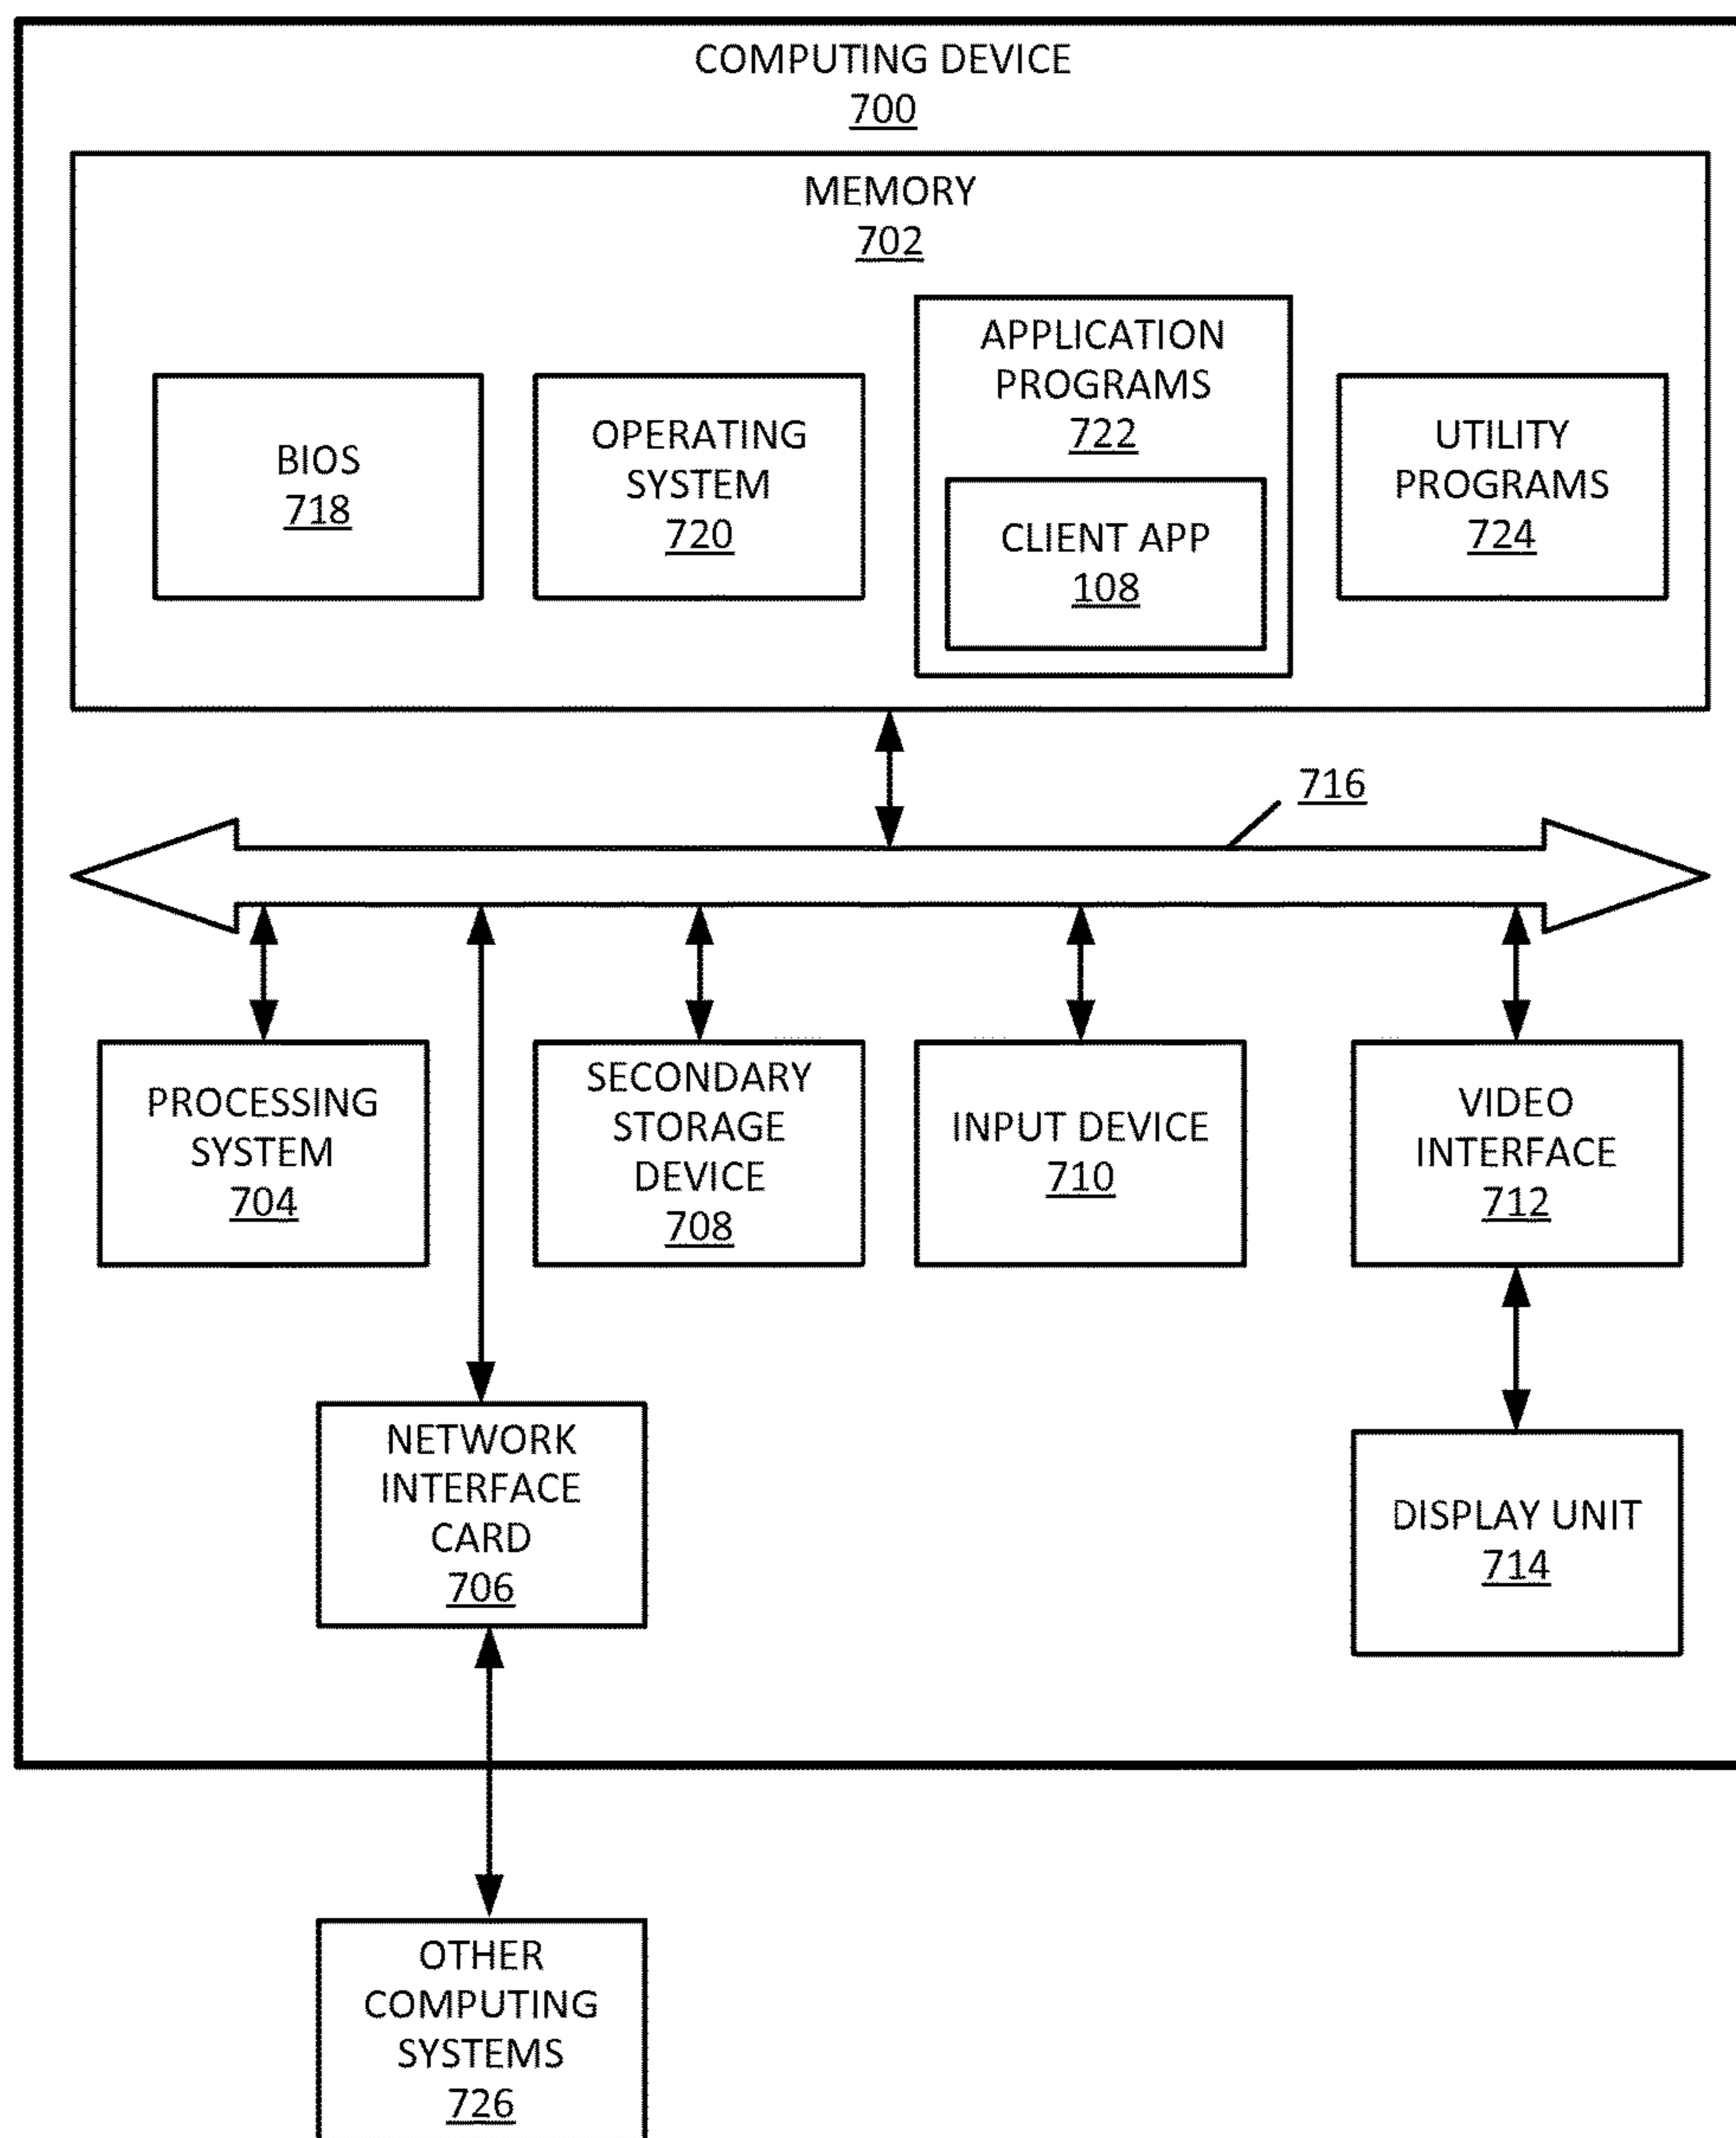 COMPUTING DEVICE
700
MEMORY
702
BIOS
718
OPERATING
SYSTEM
720
APPLICATION
PROGRAMS
722
CLIENT APP
108
UTILITY
PROGRAMS
724
716
PROCESSING
SYSTEM
704
SECONDARY
STORAGE
DEVICE
708
INPUT DEVICE
710
VIDEO
INTERFACE
712
NETWORK
INTERFACE
CARD
706
DISPLAY UNIT
714
OTHER
COMPUTING
SYSTEMS
726